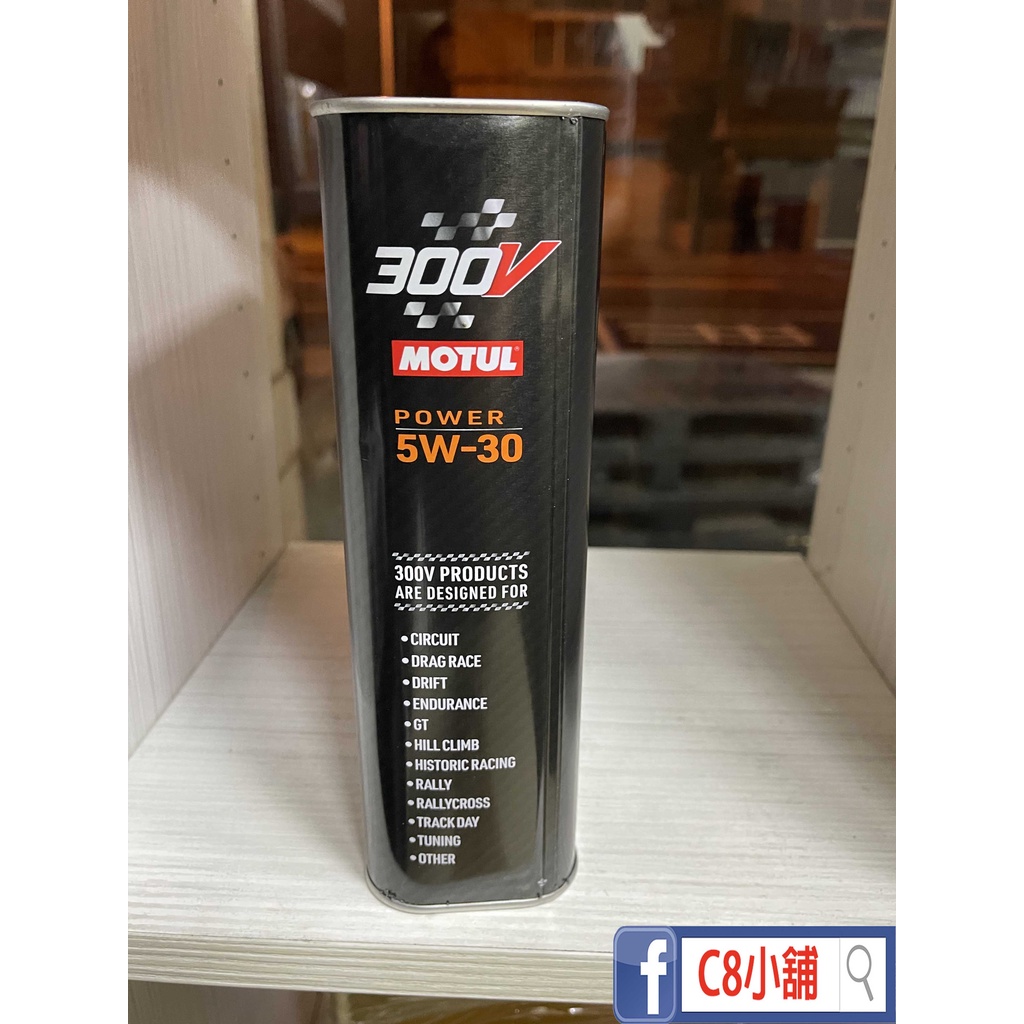 300V
MOTUL
POWER
5W-30
300V PRODUCTS
ARE DESIGNED FOR
• CIRCUIT
• DRAG RACE
• DRIFT
• ENDURANCE
• GT
• HILL CLIMB
• HISTORIC RACING
• RALLY
• RALLYCROSS
• TRACK DAY
• TUNING
• OTHER
f C8小舖